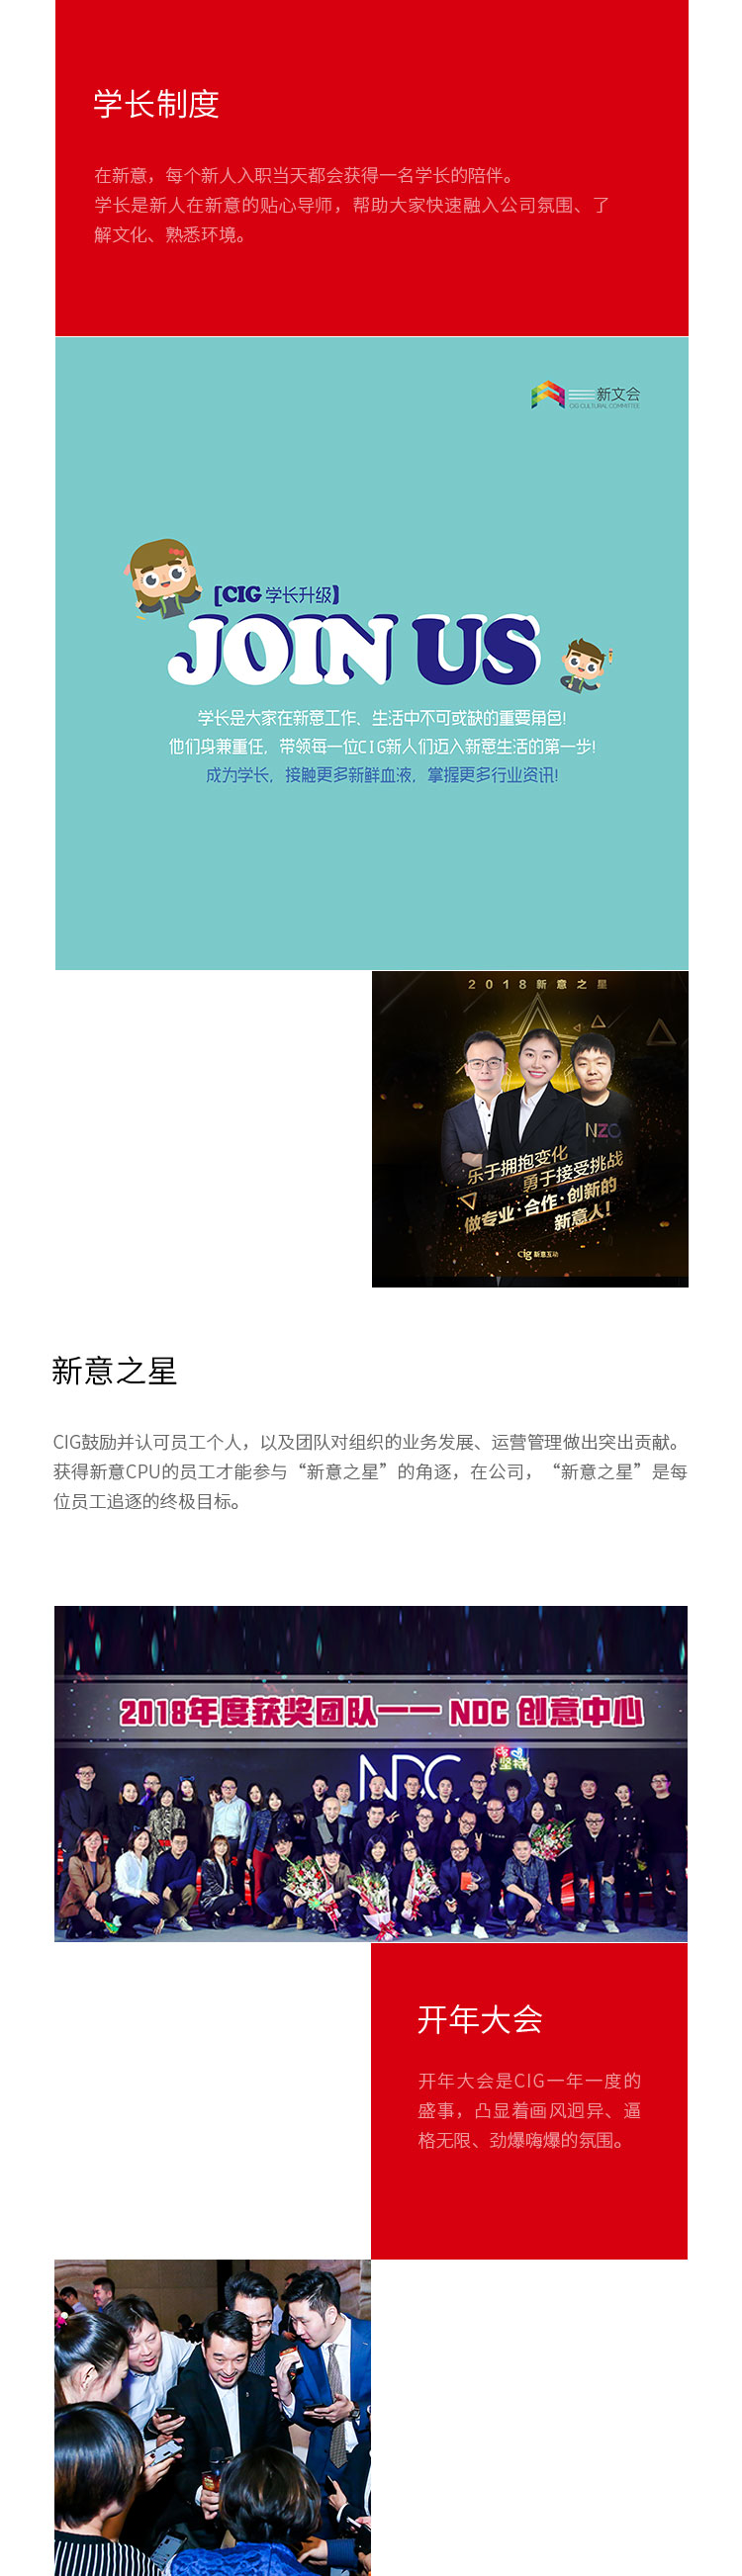 学长制度
在新意，每个新人入职当天都会获得一名学长的陪伴。
学长是新人在新意的贴心导师，帮助大家快速融入公司氛围、了
解文化、熟悉环境。
新文会
CIG CULTURAL COMMITTEE
[CIG 学长升级]
JOIN US
学长是大家在新意工作、生活中不可或缺的重要角色!
他们身兼重任, 带领每一位CIG新人们迈入新意生活的第一步!
成为学长, 接触更多新鲜血液, 掌握更多行业资讯!
2018新意之星
NZO
乐于拥抱变化
勇于接受挑战
做专业·合作·创新的
新意人!
cig 新意互动
新意之星
CIG鼓励并认可员工个人，以及团队对组织的业务发展、运营管理做出突出贡献。
获得新意CPU的员工才能参与“新意之星”的角逐，在公司，“新意之星”是每
位员工追逐的终极目标。
2018年度获奖团队—— NDC 创意中心
NDC
坚持
开年大会
开年大会是CIG一年一度的
盛事，凸显着画风迥异、逼
格无限、劲爆嗨爆的氛围。